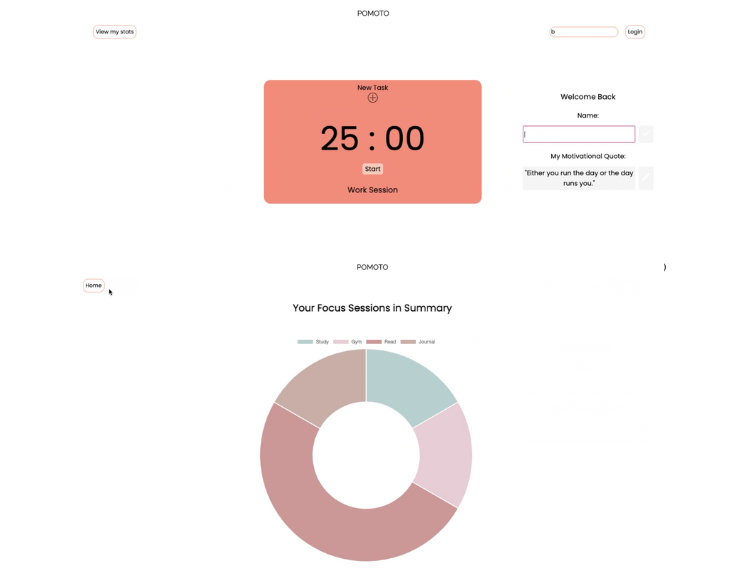 POMOTO
View my stats
b
Login
New Task
25 : 00
Start
Work Session
Welcome Back
Name:
My Motivational Quote:
"Either you run the day or the day
runs you."
POMOTO
)
Home
Your Focus Sessions in Summary
Study Gym Read Journal